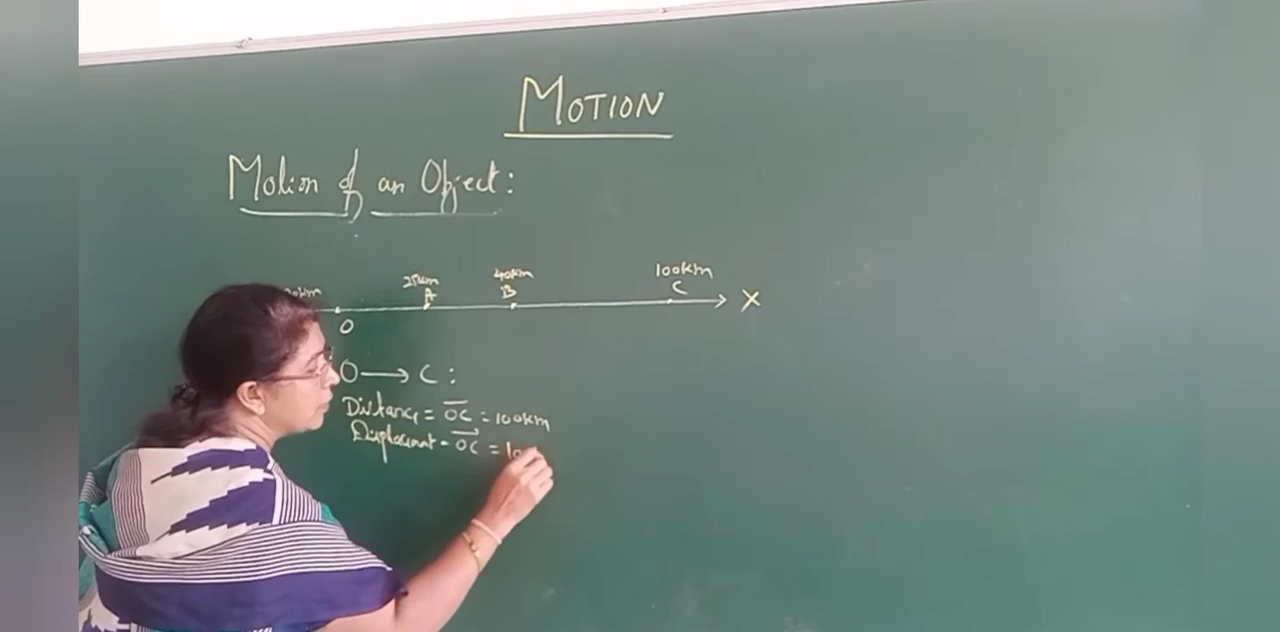 MOTION
Motion of an Object:
25km 40km 100km
A B C
X
O
O → C :
Distance = OC = 100km
Displacement = OC = 10